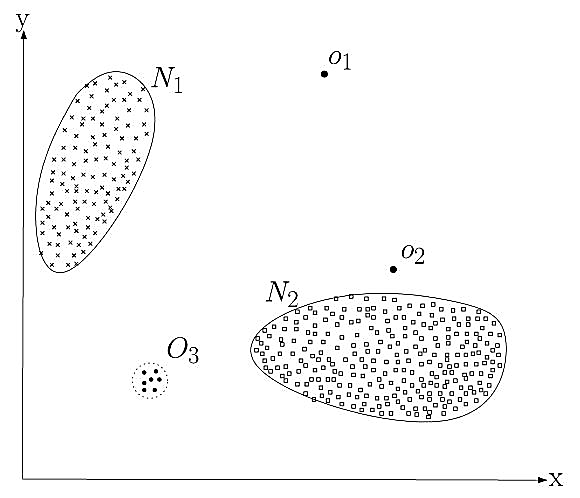 y
N₁
o₁
o₂
N₂
O₃
x